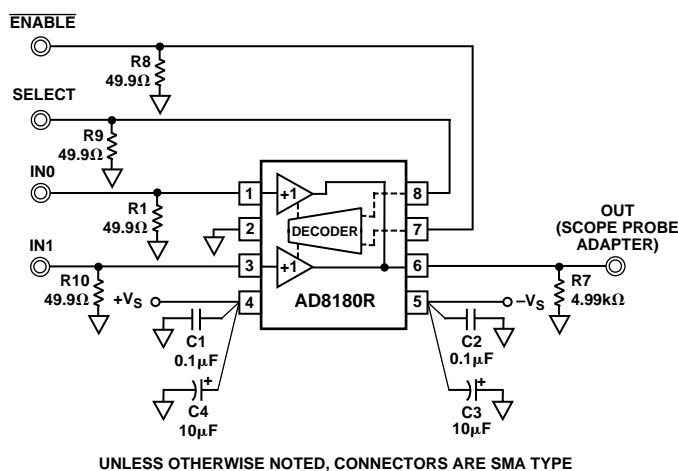 ENABLE
R8
49.9Ω
SELECT
R9
49.9Ω
IN0
R1
49.9Ω
IN1
R10
49.9Ω
+VS
C1
0.1µF
C4
+
10µF
1
2
3
4
+1
DECODER
+1
AD8180R
8
7
6
5
OUT
(SCOPE PROBE
ADAPTER)
R7
4.99kΩ
–VS
C2
0.1µF
+
C3
10µF
UNLESS OTHERWISE NOTED, CONNECTORS ARE SMA TYPE